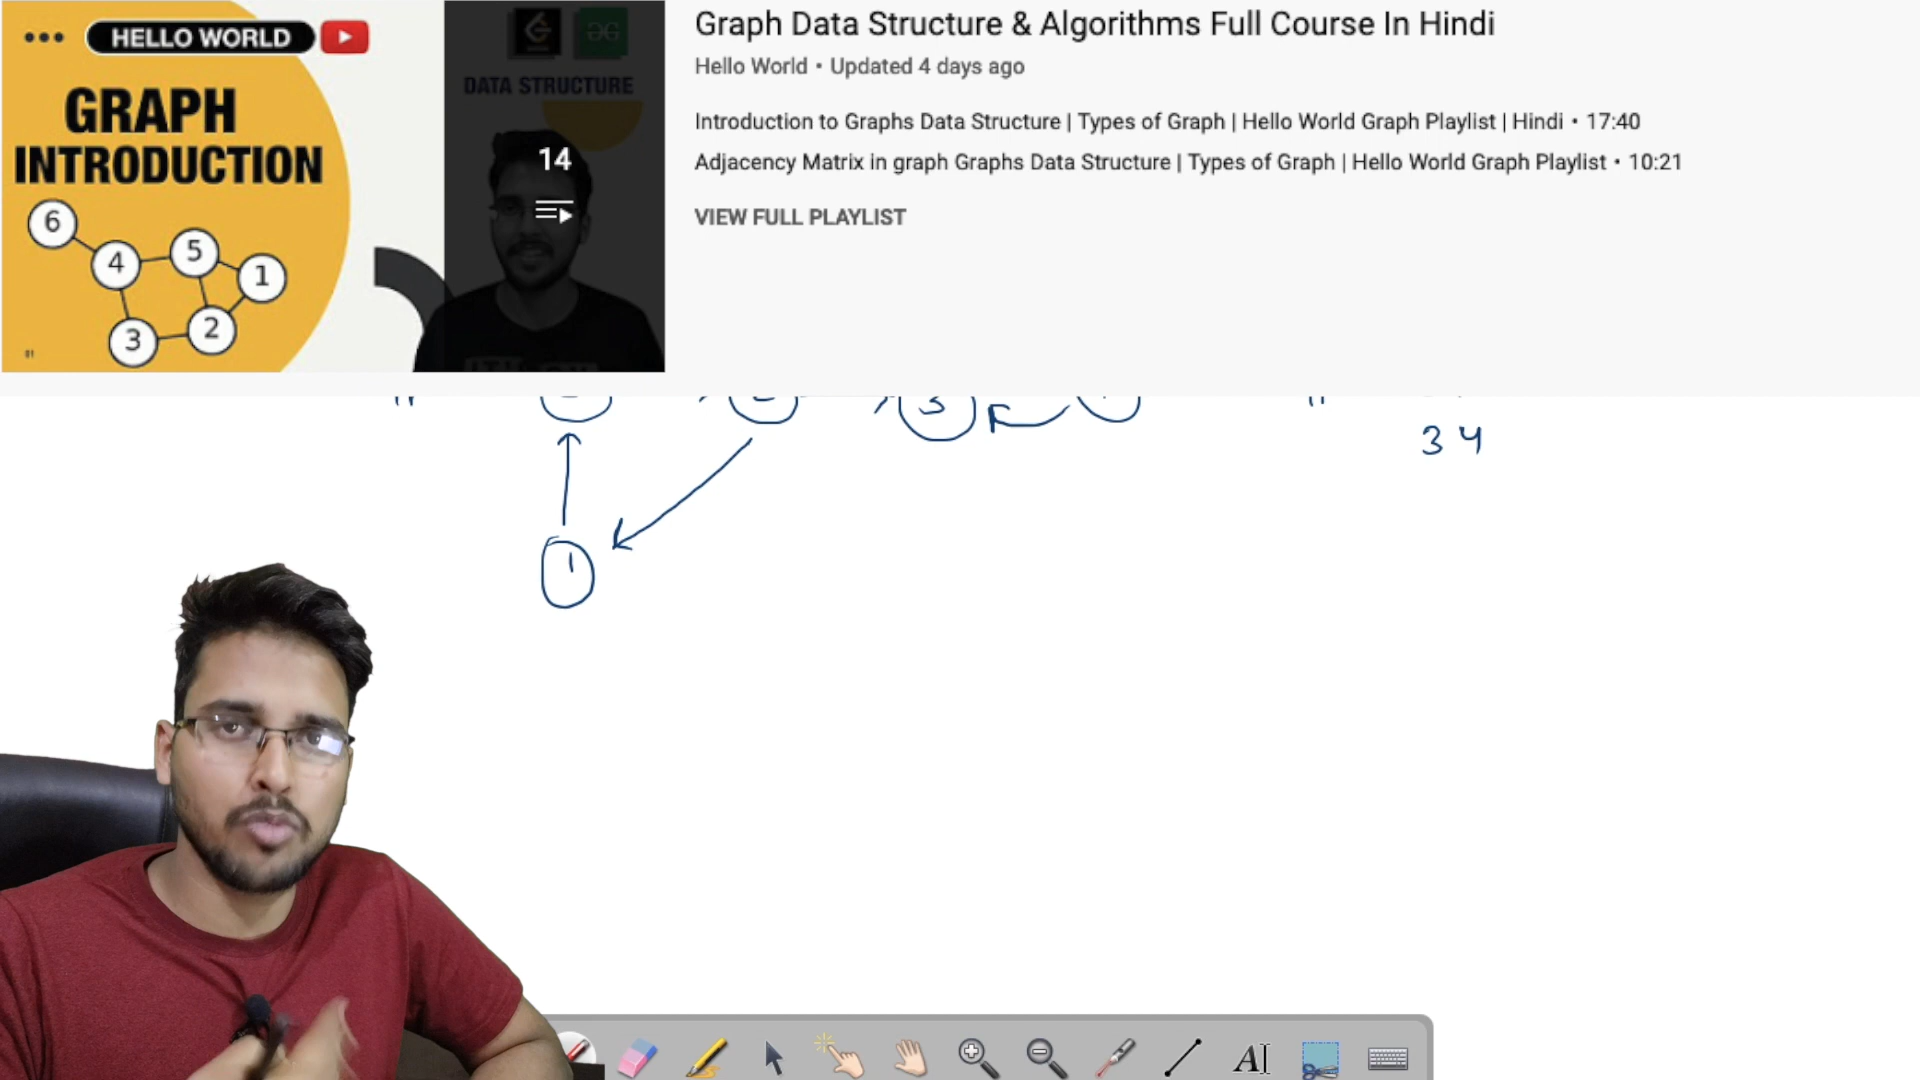 HELLO WORLD
GRAPH
INTRODUCTION
6
4
5
1
3
2
DATA STRUCTURE
14
Graph Data Structure & Algorithms Full Course In Hindi
Hello World • Updated 4 days ago
Introduction to Graphs Data Structure | Types of Graph | Hello World Graph Playlist | Hindi • 17:40
Adjacency Matrix in graph Graphs Data Structure | Types of Graph | Hello World Graph Playlist • 10:21
VIEW FULL PLAYLIST
3
3 4
1
AI